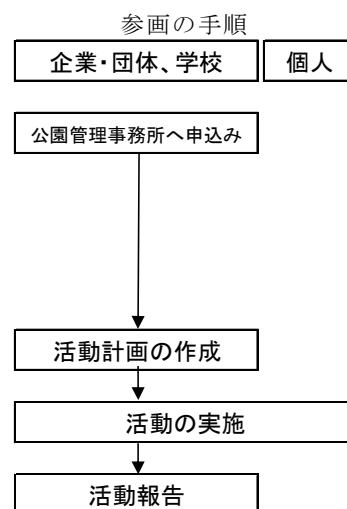 参画の手順
企業・団体、学校
個人
公園管理事務所へ申込み
活動計画の作成
活動の実施
活動報告